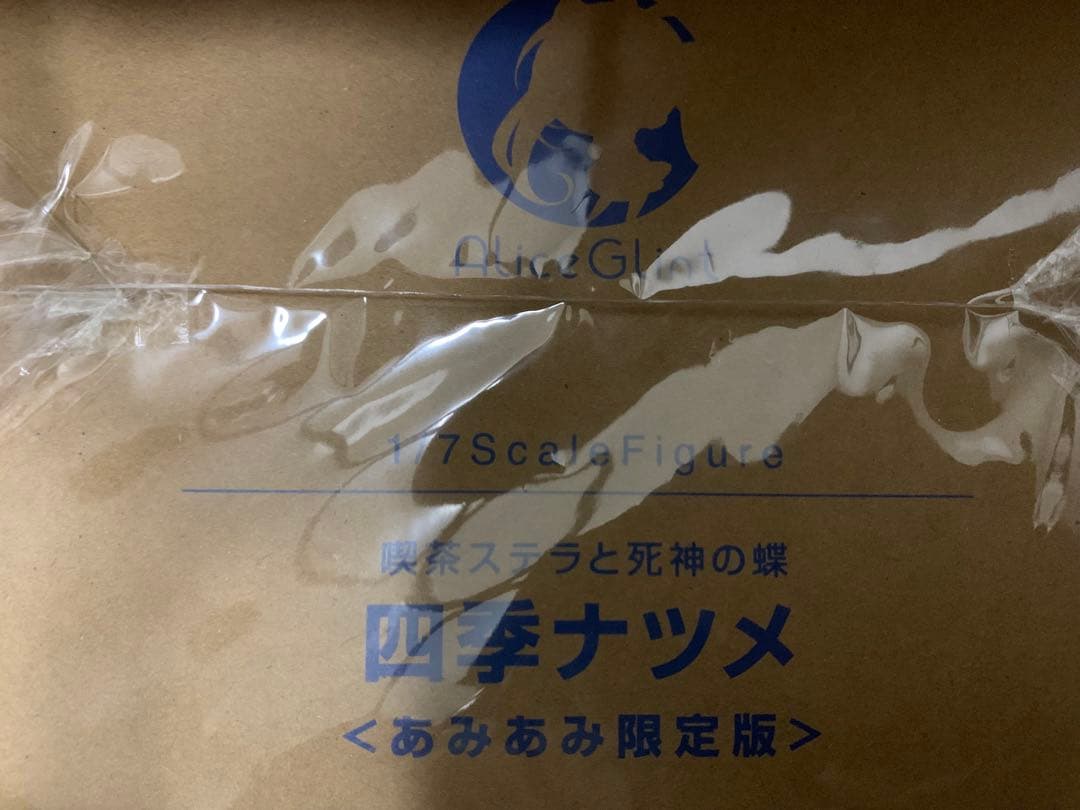 AliceGlint
1/7ScaleFigure
喫茶ステラと死神の蝶
四季ナツメ
<あみあみ限定版>